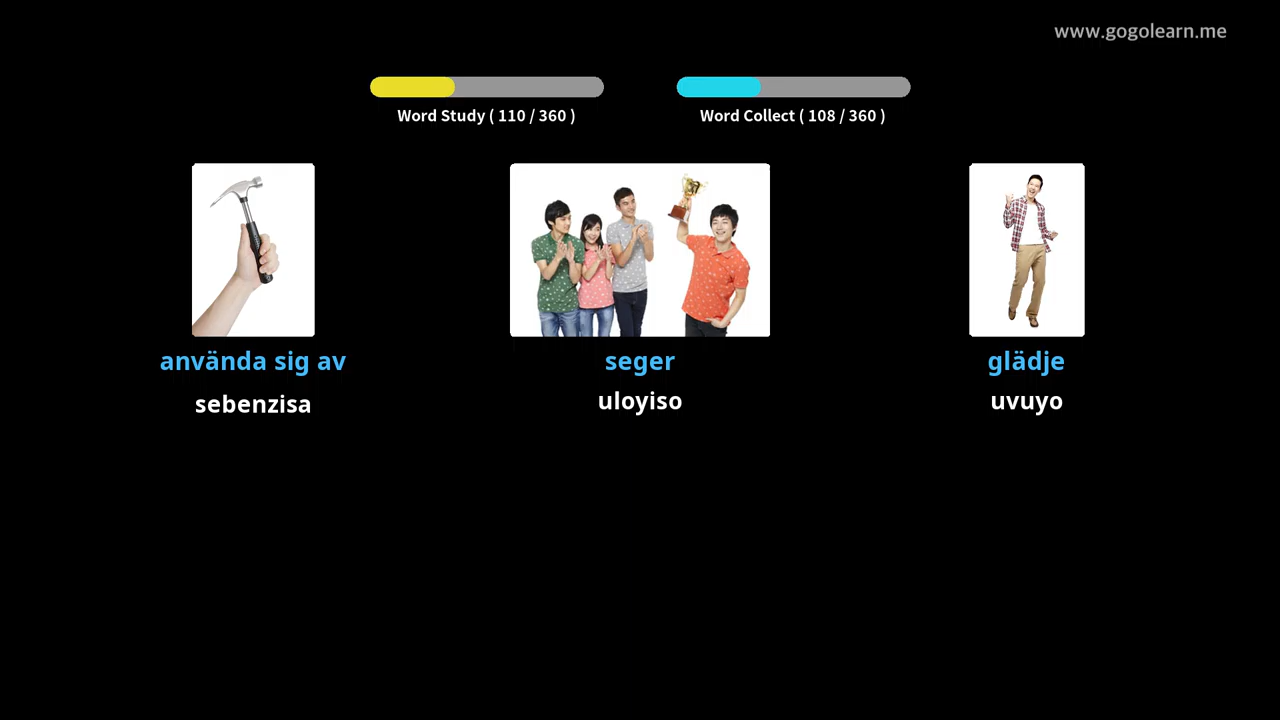 www.gogolearn.me
Word Study ( 110 / 360 )
Word Collect ( 108 / 360 )
använda sig av
sebenzisa
seger
uloyiso
glädje
uvuyo